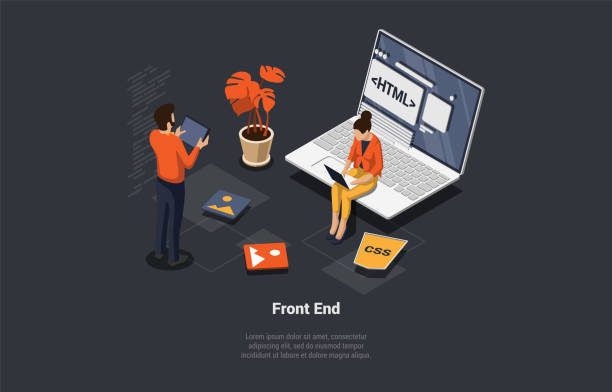 <HTML>
CSS
Front End
Lorem ipsum dolor sit amet, consectetur
adipiscing elit, sed do eiusmod tempor
incididunt ut labore et dolore magna aliqua.